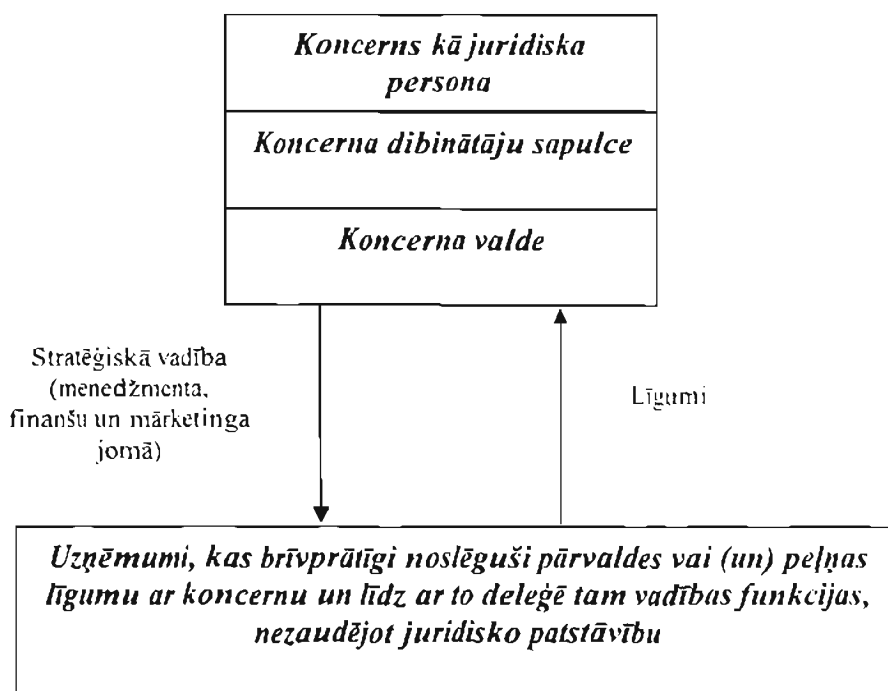 Koncerns kā juridiska
persona
Koncerna dibinātāju sapulce
Koncerna valde
Stratēģiskā vadība
(menedžmenta,
finanšu un mārketinga
jomā)
Līgumi
Uzņēmumi, kas brīvprātīgi noslēguši pārvaldes vai (un) peļņas
līgumu ar koncernu un līdz ar to deleģē tam vadības funkcijas,
nezaudējot juridisko patstāvību